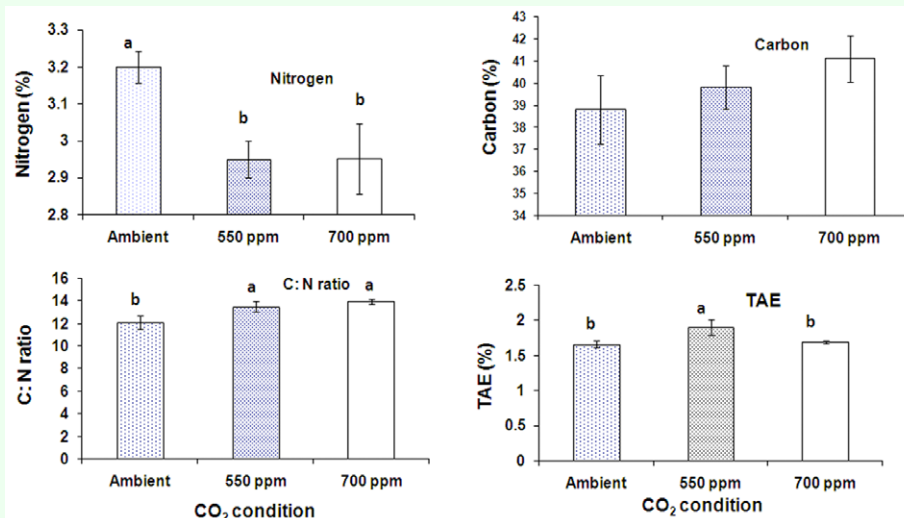 Nitrogen (%)
3.3
3.2
3.1
3
2.9
2.8
a
Nitrogen
b
b
Ambient
550 ppm
700 ppm
Carbon (%)
43
42
41
40
39
38
37
36
35
34
Carbon
Ambient
550 ppm
700 ppm
C: N ratio
16
14
12
10
8
6
4
2
0
b
a
C: N ratio
a
Ambient
550 ppm
700 ppm
CO₂ condition
TAE (%)
2.5
2
1.5
1
0.5
0
TAE
b
a
b
Ambient
550 ppm
700 ppm
CO₂ condition